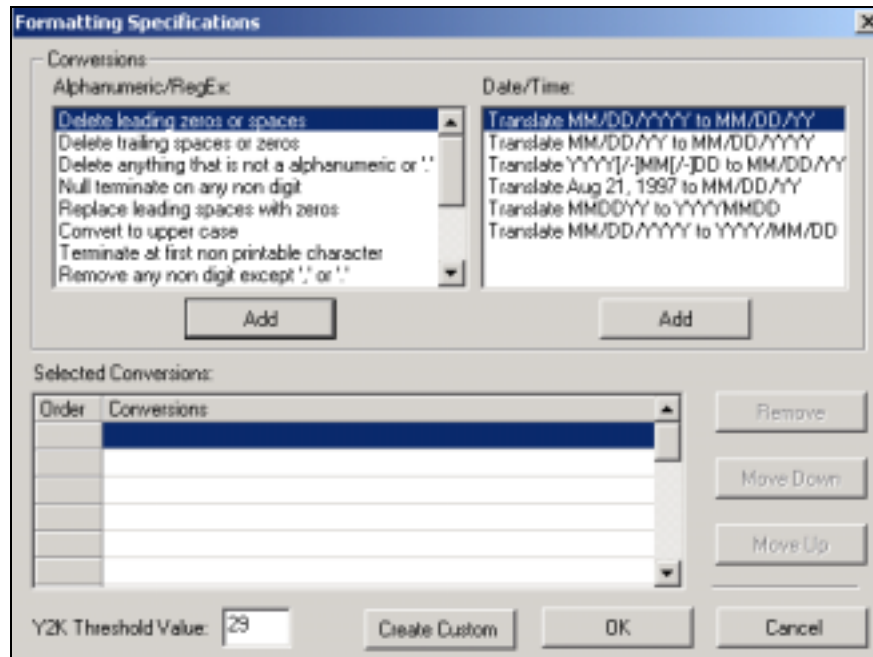 Formatting Specifications
Conversions
Alphanumeric/RegEx:
Delete leading zeros or spaces
Delete trailing spaces or zeros
Delete anything that is not a alphanumeric or '.'
Null terminate on any non digit
Replace leading spaces with zeros
Convert to upper case
Terminate at first non printable character
Remove any non digit except ',' or '.'
Add
Date/Time:
Translate MM/DD/YYYY to MM/DD/YY
Translate MM/DD/YY to MM/DD/YYYY
Translate YYYY[/-]MM[/-]DD to MM/DD/YY
Translate Aug 21, 1997 to MM/DD/YY
Translate MMDDYY to YYYYMMDD
Translate MM/DD/YYYY to YYYY/MM/DD
Add
Selected Conversions:
Order Conversions
Remove
Move Down
Move Up
Y2K Threshold Value: 29
Create Custom
OK
Cancel